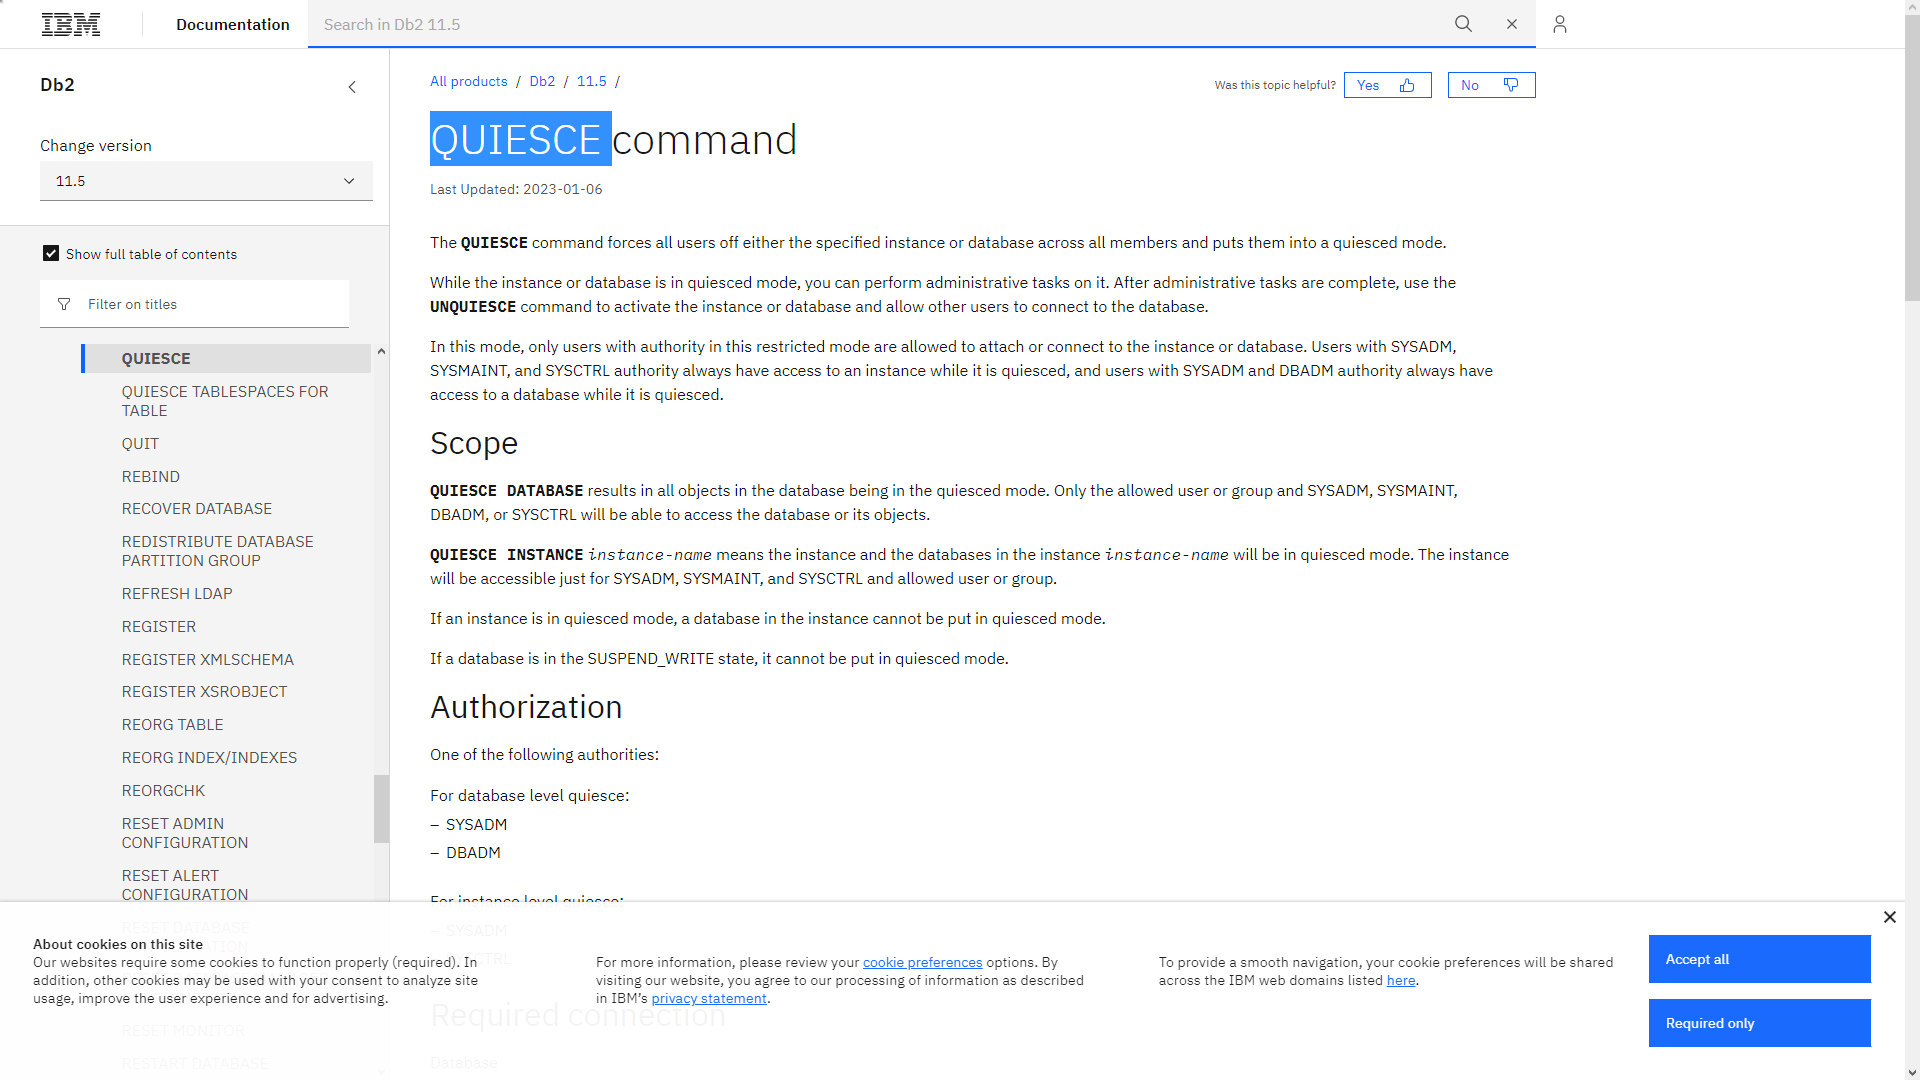 IBM
Documentation
Search in Db2 11.5
Db2
Change version
11.5
Show full table of contents
Filter on titles
QUIESCE
QUIESCE TABLESPACES FOR
TABLE
QUIT
REBIND
RECOVER DATABASE
REDISTRIBUTE DATABASE
PARTITION GROUP
REFRESH LDAP
REGISTER
REGISTER XMLSCHEMA
REGISTER XSROBJECT
REORG TABLE
REORG INDEX/INDEXES
REORGCHK
RESET ADMIN
CONFIGURATION
RESET ALERT
CONFIGURATION
RESET DATABASE
RESET MONITOR
RESTART DATABASE
All products / Db2 / 11.5 /
Was this topic helpful? Yes No
QUIESCE command
Last Updated: 2023-01-06
The QUIESCE command forces all users off either the specified instance or database across all members and puts them into a quiesced mode.
While the instance or database is in quiesced mode, you can perform administrative tasks on it. After administrative tasks are complete, use the
UNQUIESCE command to activate the instance or database and allow other users to connect to the database.
In this mode, only users with authority in this restricted mode are allowed to attach or connect to the instance or database. Users with SYSADM,
SYSMAINT, and SYSCTRL authority always have access to an instance while it is quiesced, and users with SYSADM and DBADM authority always have
access to a database while it is quiesced.
Scope
QUIESCE DATABASE results in all objects in the database being in the quiesced mode. Only the allowed user or group and SYSADM, SYSMAINT,
DBADM, or SYSCTRL will be able to access the database or its objects.
QUIESCE INSTANCE instance-name means the instance and the databases in the instance instance-name will be in quiesced mode. The instance
will be accessible just for SYSADM, SYSMAINT, and SYSCTRL and allowed user or group.
If an instance is in quiesced mode, a database in the instance cannot be put in quiesced mode.
If a database is in the SUSPEND_WRITE state, it cannot be put in quiesced mode.
Authorization
One of the following authorities:
For database level quiesce:
– SYSADM
– DBADM
For instance level quiesce:
– SYSADM
Required connection
Database
About cookies on this site
Our websites require some cookies to function properly (required). In
addition, other cookies may be used with your consent to analyze site
usage, improve the user experience and for advertising.
For more information, please review your cookie preferences options. By
visiting our website, you agree to our processing of information as described
in IBM's privacy statement.
To provide a smooth navigation, your cookie preferences will be shared
across the IBM web domains listed here.
Accept all
Required only